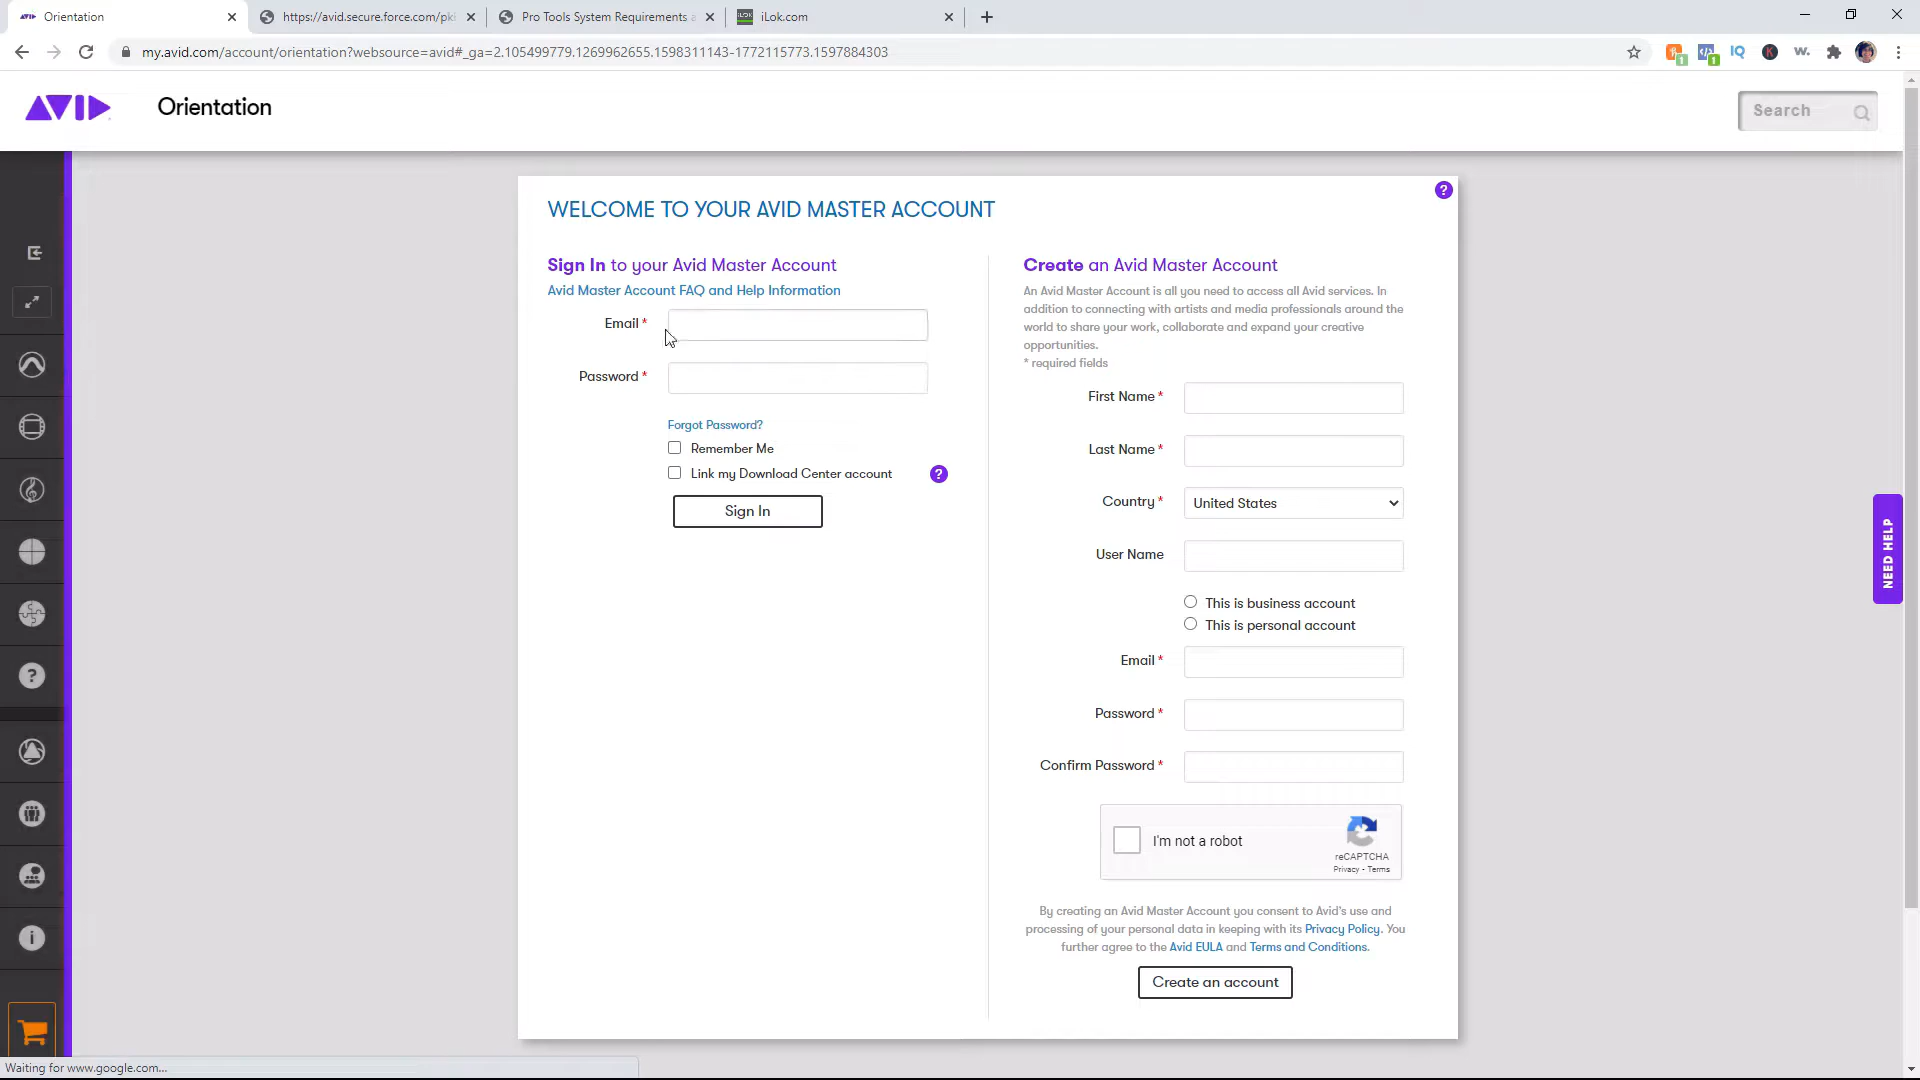 Orientation
https://avid.secure.force.com/pki
Pro Tools System Requirements a
iLok.com
my.avid.com/account/orientation?websource=avid#_ga=2.105499779.1269962655.1598311143-1772115773.1597884303
AVID
Orientation
Search
WELCOME TO YOUR AVID MASTER ACCOUNT
Sign In to your Avid Master Account
Avid Master Account FAQ and Help Information
Email *
Password *
Forgot Password?
Remember Me
Link my Download Center account
?
Sign In
?
Create an Avid Master Account
An Avid Master Account is all you need to access all Avid services. In
addition to connecting with artists and media professionals around the
world to share your work, collaborate and expand your creative
opportunities.
* required fields
First Name *
Last Name *
Country * United States
User Name
This is business account
This is personal account
Email *
Password *
Confirm Password *
I'm not a robot
reCAPTCHA
Privacy - Terms
By creating an Avid Master Account you consent to Avid's use and
processing of your personal data in keeping with its Privacy Policy. You
further agree to the Avid EULA and Terms and Conditions.
Create an account
NEED HELP
Waiting for www.google.com...